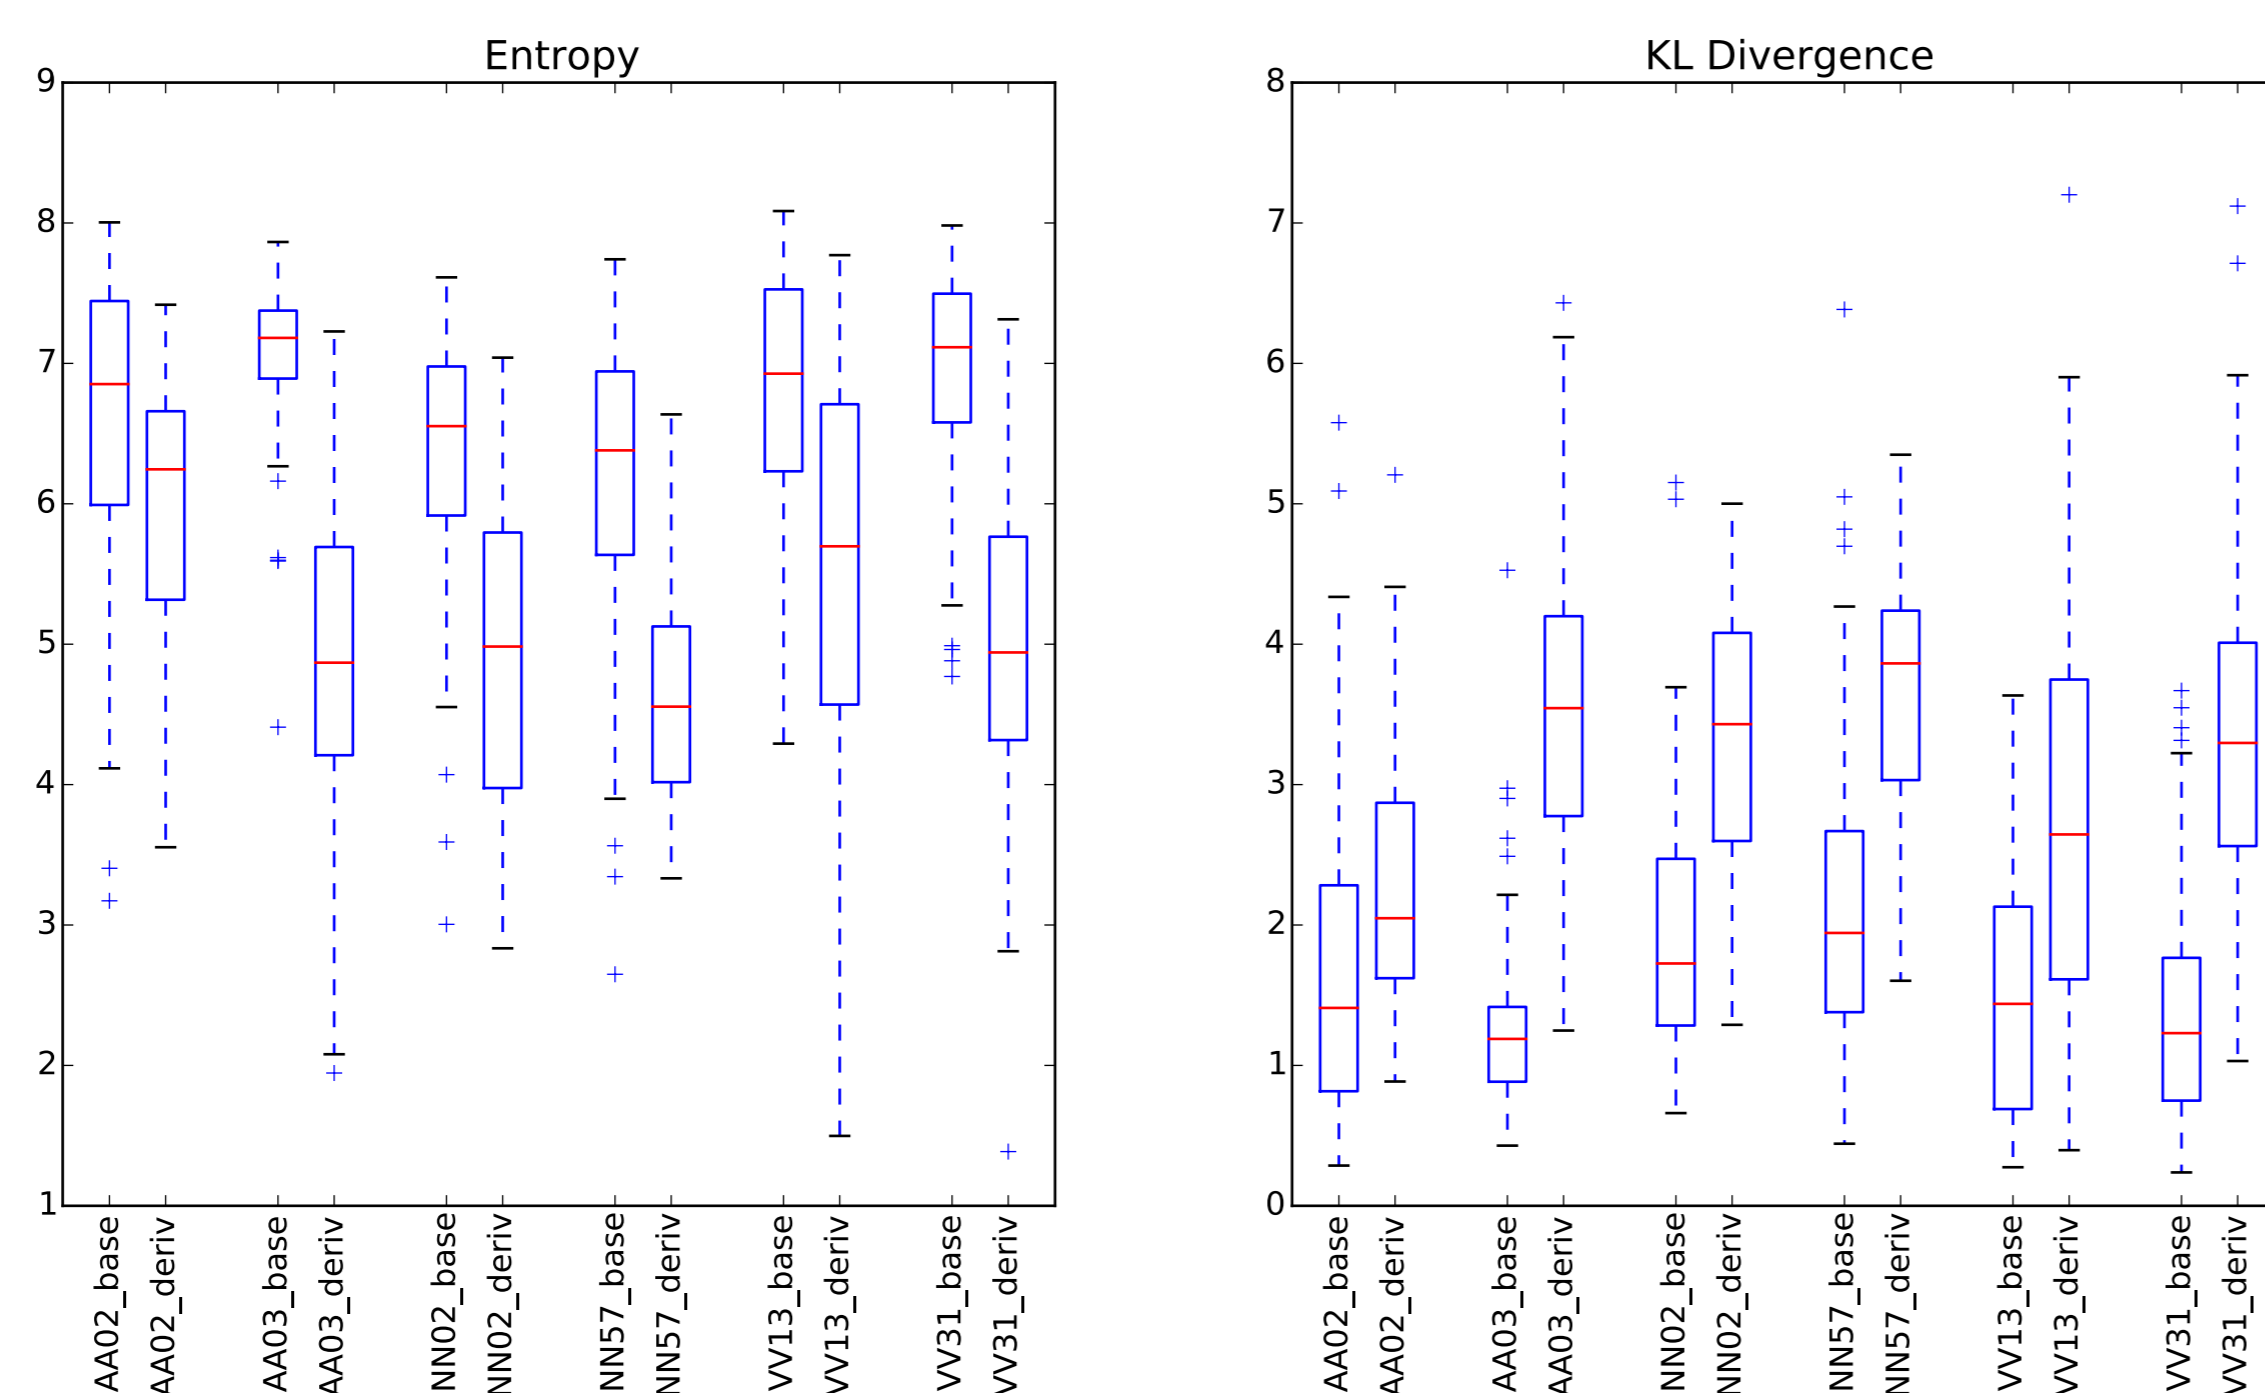 Entropy
9
8
7
6
5
4
3
2
1
AA02_base
AA02_deriv
AA03_base
AA03_deriv
NN02_base
NN02_deriv
NN57_base
NN57_deriv
VV13_base
VV13_deriv
VV31_base
VV31_deriv
KL Divergence
8
7
6
5
4
3
2
1
0
AA02_base
AA02_deriv
AA03_base
AA03_deriv
NN02_base
NN02_deriv
NN57_base
NN57_deriv
VV13_base
VV13_deriv
VV31_base
VV31_deriv